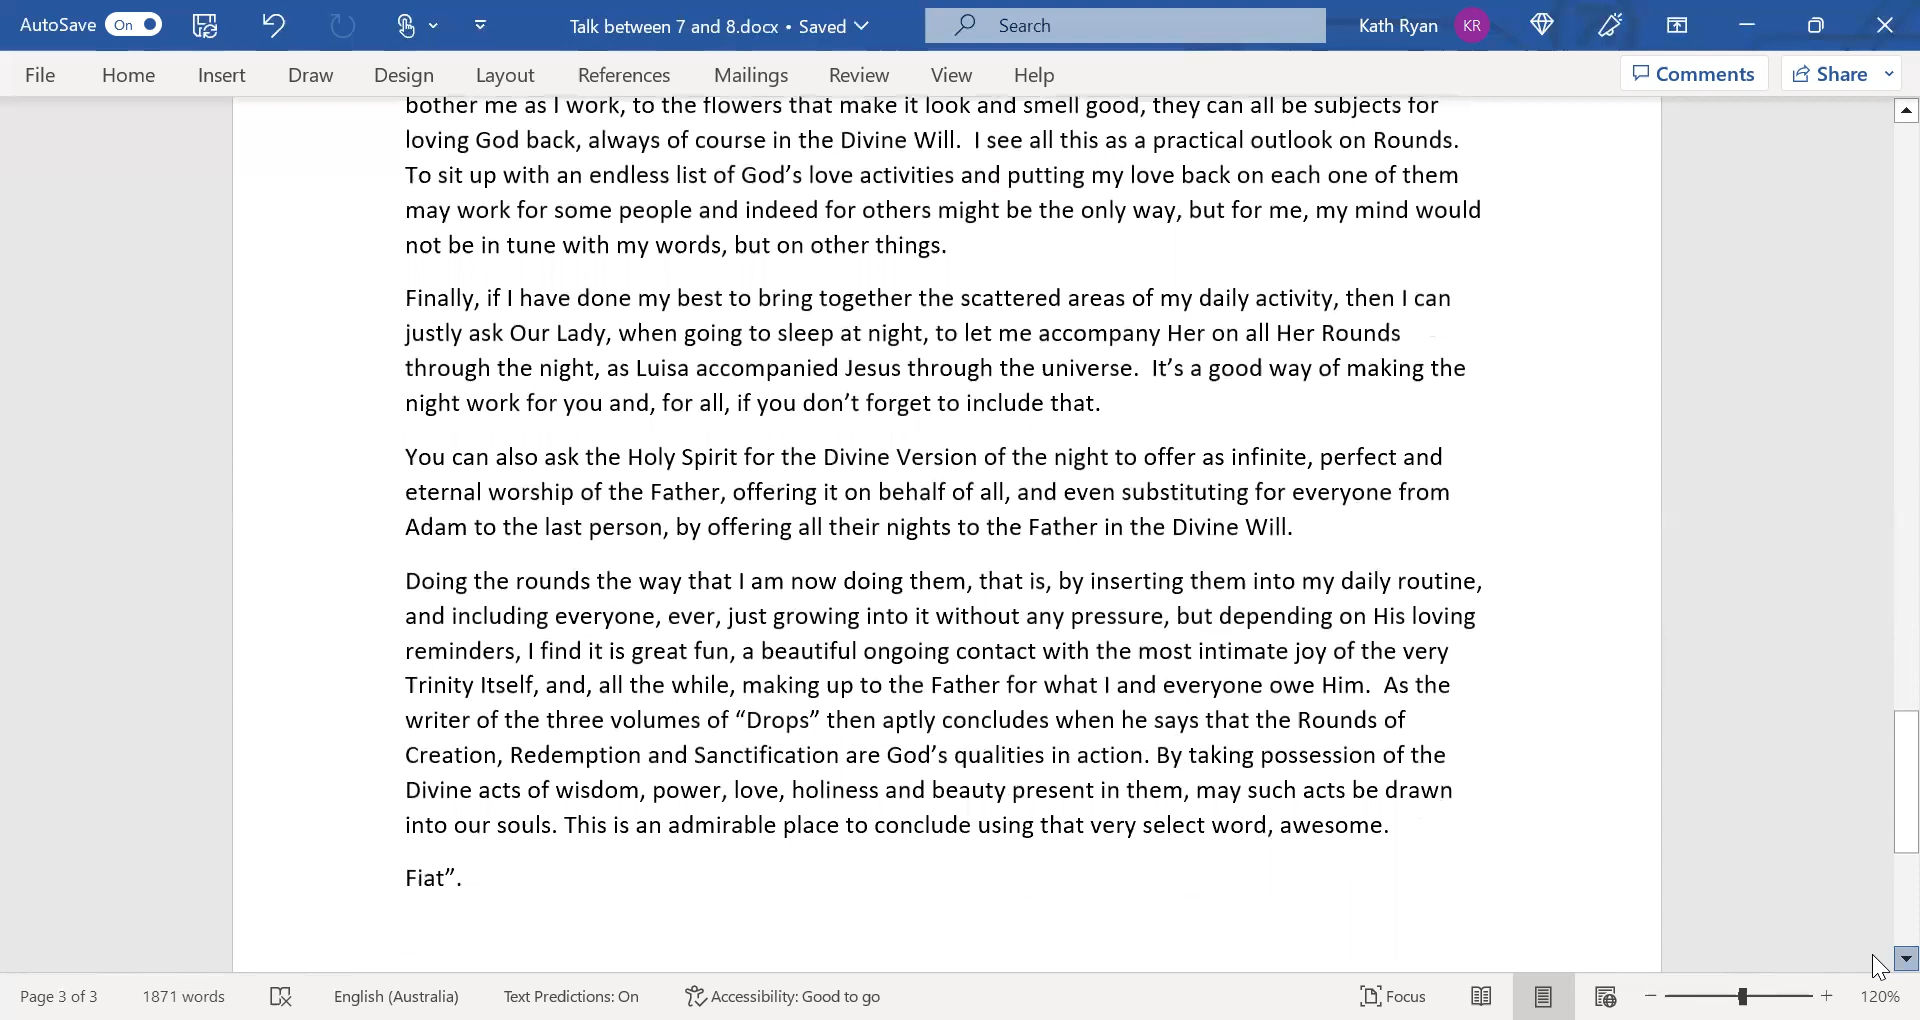 AutoSave On Talk between 7 and 8.docx • Saved Search Kath Ryan KR
File Home Insert Draw Design Layout References Mailings Review View Help Comments Share
bother me as I work, to the flowers that make it look and smell good, they can all be subjects for
loving God back, always of course in the Divine Will.  I see all this as a practical outlook on Rounds.
To sit up with an endless list of God’s love activities and putting my love back on each one of them
may work for some people and indeed for others might be the only way, but for me, my mind would
not be in tune with my words, but on other things.
Finally, if I have done my best to bring together the scattered areas of my daily activity, then I can
justly ask Our Lady, when going to sleep at night, to let me accompany Her on all Her Rounds
through the night, as Luisa accompanied Jesus through the universe.  It’s a good way of making the
night work for you and, for all, if you don’t forget to include that.
You can also ask the Holy Spirit for the Divine Version of the night to offer as infinite, perfect and
eternal worship of the Father, offering it on behalf of all, and even substituting for everyone from
Adam to the last person, by offering all their nights to the Father in the Divine Will.
Doing the rounds the way that I am now doing them, that is, by inserting them into my daily routine,
and including everyone, ever, just growing into it without any pressure, but depending on His loving
reminders, I find it is great fun, a beautiful ongoing contact with the most intimate joy of the very
Trinity Itself, and, all the while, making up to the Father for what I and everyone owe Him.  As the
writer of the three volumes of “Drops” then aptly concludes when he says that the Rounds of
Creation, Redemption and Sanctification are God’s qualities in action. By taking possession of the
Divine acts of wisdom, power, love, holiness and beauty present in them, may such acts be drawn
into our souls. This is an admirable place to conclude using that very select word, awesome.
Fiat”.
Page 3 of 3 1871 words English (Australia) Text Predictions: On Accessibility: Good to go Focus 120%